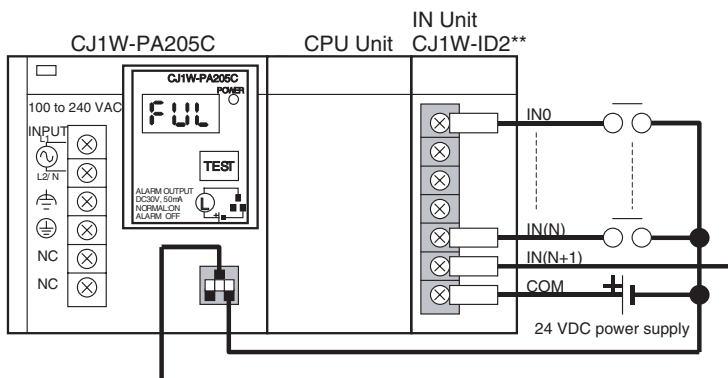 IN Unit
CJ1W-PA205C
CPU Unit
CJ1W-ID2**
CJ1W-PA205C
POWER
100 to 240 VAC
FUL
INPUT
L1
L2/ N
TEST
ALARM OUTPUT
DC30V, 50mA
NORMAL:ON
ALARM OFF
L
+
NC
NC
IN0
IN(N)
IN(N+1)
COM
+
24 VDC power supply